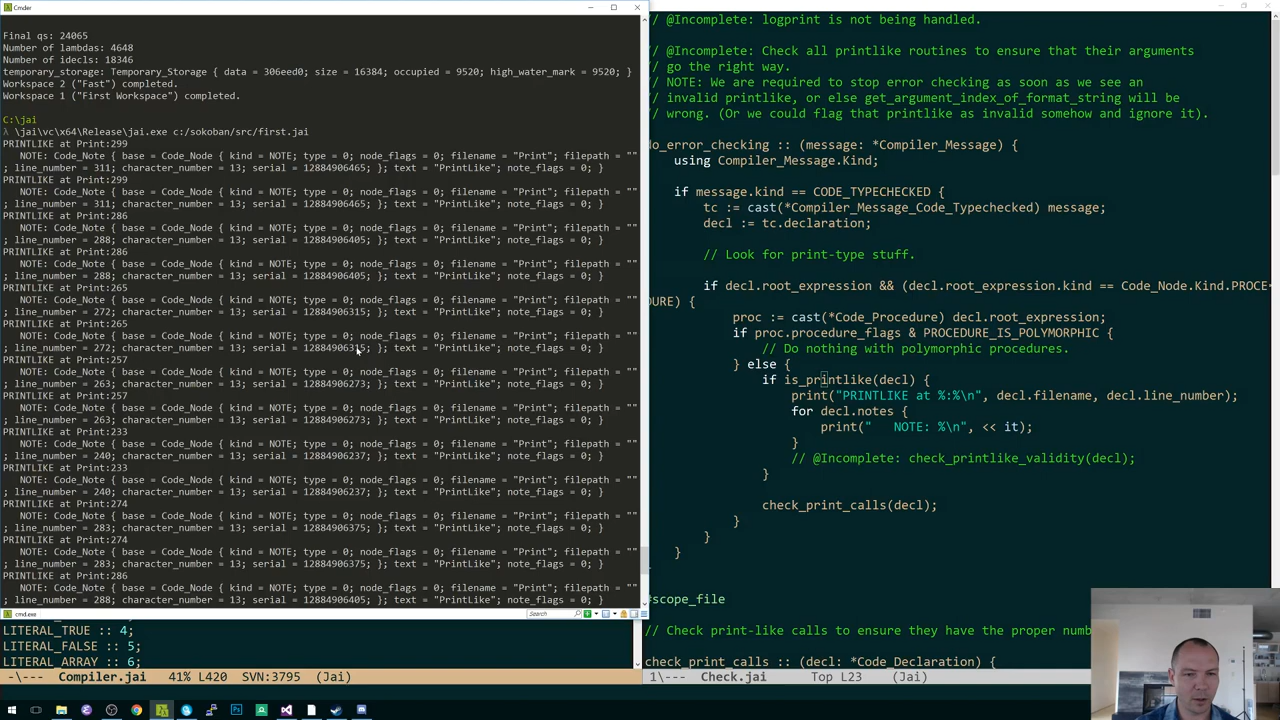 Cmder
Final qs: 24065
Number of lambdas: 4648
Number of idecls: 18346
temporary_storage: Temporary_Storage { data = 306eed0; size = 16384; occupied = 9520; high_water_mark = 9520; }
Workspace 2 ("Fast") completed.
Workspace 1 ("First Workspace") completed.
C:\jai
λ \jai\vc\x64\Release\jai.exe c:/sokoban/src/first.jai
PRINTLIKE at Print:299
NOTE: Code_Note { base = Code_Node { kind = NOTE; type = 0; node_flags = 0; filename = "Print"; filepath = ""
; line_number = 311; character_number = 13; serial = 12884906465; }; text = "PrintLike"; note_flags = 0; }
PRINTLIKE at Print:299
NOTE: Code_Note { base = Code_Node { kind = NOTE; type = 0; node_flags = 0; filename = "Print"; filepath = ""
; line_number = 311; character_number = 13; serial = 12884906465; }; text = "PrintLike"; note_flags = 0; }
PRINTLIKE at Print:286
NOTE: Code_Note { base = Code_Node { kind = NOTE; type = 0; node_flags = 0; filename = "Print"; filepath = ""
; line_number = 288; character_number = 13; serial = 12884906405; }; text = "PrintLike"; note_flags = 0; }
PRINTLIKE at Print:286
NOTE: Code_Note { base = Code_Node { kind = NOTE; type = 0; node_flags = 0; filename = "Print"; filepath = ""
; line_number = 288; character_number = 13; serial = 12884906405; }; text = "PrintLike"; note_flags = 0; }
PRINTLIKE at Print:265
NOTE: Code_Note { base = Code_Node { kind = NOTE; type = 0; node_flags = 0; filename = "Print"; filepath = ""
; line_number = 272; character_number = 13; serial = 12884906315; }; text = "PrintLike"; note_flags = 0; }
PRINTLIKE at Print:265
NOTE: Code_Note { base = Code_Node { kind = NOTE; type = 0; node_flags = 0; filename = "Print"; filepath = ""
; line_number = 272; character_number = 13; serial = 12884906315; }; text = "PrintLike"; note_flags = 0; }
PRINTLIKE at Print:257
NOTE: Code_Note { base = Code_Node { kind = NOTE; type = 0; node_flags = 0; filename = "Print"; filepath = ""
; line_number = 263; character_number = 13; serial = 12884906273; }; text = "PrintLike"; note_flags = 0; }
PRINTLIKE at Print:257
NOTE: Code_Note { base = Code_Node { kind = NOTE; type = 0; node_flags = 0; filename = "Print"; filepath = ""
; line_number = 263; character_number = 13; serial = 12884906273; }; text = "PrintLike"; note_flags = 0; }
PRINTLIKE at Print:233
NOTE: Code_Note { base = Code_Node { kind = NOTE; type = 0; node_flags = 0; filename = "Print"; filepath = ""
; line_number = 240; character_number = 13; serial = 12884906237; }; text = "PrintLike"; note_flags = 0; }
PRINTLIKE at Print:233
NOTE: Code_Note { base = Code_Node { kind = NOTE; type = 0; node_flags = 0; filename = "Print"; filepath = ""
; line_number = 240; character_number = 13; serial = 12884906237; }; text = "PrintLike"; note_flags = 0; }
PRINTLIKE at Print:274
NOTE: Code_Note { base = Code_Node { kind = NOTE; type = 0; node_flags = 0; filename = "Print"; filepath = ""
; line_number = 283; character_number = 13; serial = 12884906375; }; text = "PrintLike"; note_flags = 0; }
PRINTLIKE at Print:274
NOTE: Code_Note { base = Code_Node { kind = NOTE; type = 0; node_flags = 0; filename = "Print"; filepath = ""
; line_number = 283; character_number = 13; serial = 12884906375; }; text = "PrintLike"; note_flags = 0; }
PRINTLIKE at Print:286
NOTE: Code_Note { base = Code_Node { kind = NOTE; type = 0; node_flags = 0; filename = "Print"; filepath = ""
; line_number = 288; character_number = 13; serial = 12884906405; }; text = "PrintLike"; note_flags = 0; }
cmd.exe
Search
LITERAL_TRUE :: 4;
LITERAL_FALSE :: 5;
LITERAL_ARRAY :: 6;
-\--- Compiler.jai 41% L420 SVN:3795 (Jai)
/ @Incomplete: logprint is not being handled.
/ @Incomplete: Check all printlike routines to ensure that their arguments
/ go the right way.
/ NOTE: We are required to stop error checking as soon as we see an
/ invalid printlike, or else get_argument_index_of_format_string will be
/ wrong. (Or we could flag that printlike as invalid somehow and ignore it).
do_error_checking :: (message: *Compiler_Message) {
using Compiler_Message.Kind;
if message.kind == CODE_TYPECHECKED {
tc := cast(*Compiler_Message_Code_Typechecked) message;
decl := tc.declaration;
// Look for print-type stuff.
if decl.root_expression && (decl.root_expression.kind == Code_Node.Kind.PROCE
DURE) {
proc := cast(*Code_Procedure) decl.root_expression;
if proc.procedure_flags & PROCEDURE_IS_POLYMORPHIC {
// Do nothing with polymorphic procedures.
} else {
if is_printlike(decl) {
print("PRINTLIKE at %:%\n", decl.filename, decl.line_number);
for decl.notes {
print("   NOTE: %\n", << it);
}
// @Incomplete: check_printlike_validity(decl);
}
check_print_calls(decl);
}
}
}
scope_file
/ Check print-like calls to ensure they have the proper numb
check_print_calls :: (decl: *Code_Declaration) {
1\--- Check.jai Top L23 (Jai)